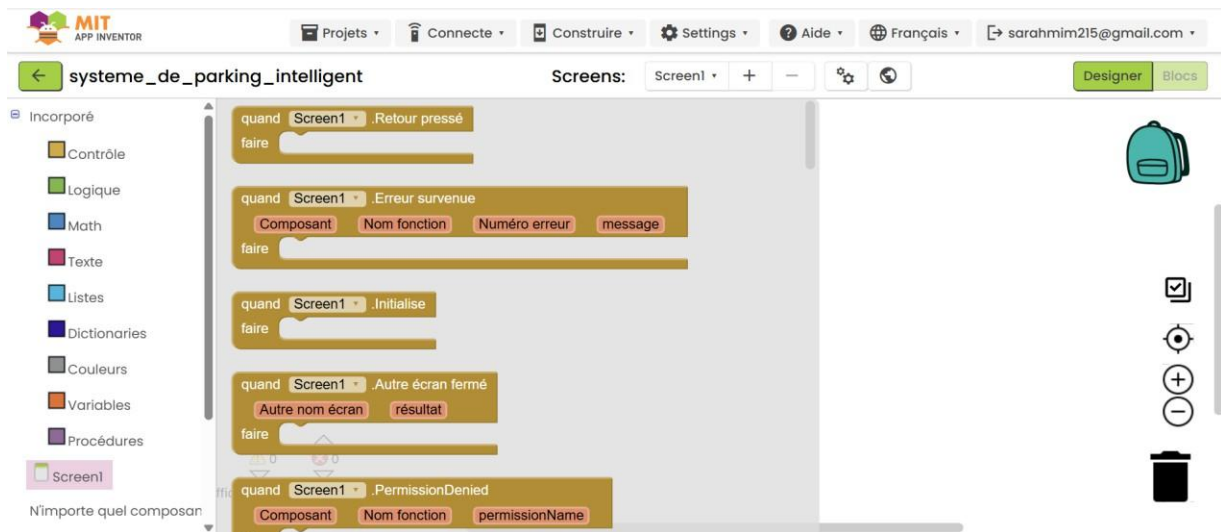 MIT
APP INVENTOR
Projets
Connecte
Construire
Settings
Aide
Français
sarahmim215@gmail.com
systeme_de_parking_intelligent
Screens:
Screen1
Designer
Blocs
Incorporé
Contrôle
Logique
Math
Texte
Listes
Dictionaries
Couleurs
Variables
Procédures
Screen1
N'importe quel composan
quand Screen1 .Retour pressé
faire
quand Screen1 .Erreur survenue
Composant Nom fonction Numéro erreur message
faire
quand Screen1 .Initialise
faire
quand Screen1 .Autre écran fermé
Autre nom écran résultat
faire
0 0
quand Screen1 .PermissionDenied
Composant Nom fonction permissionName